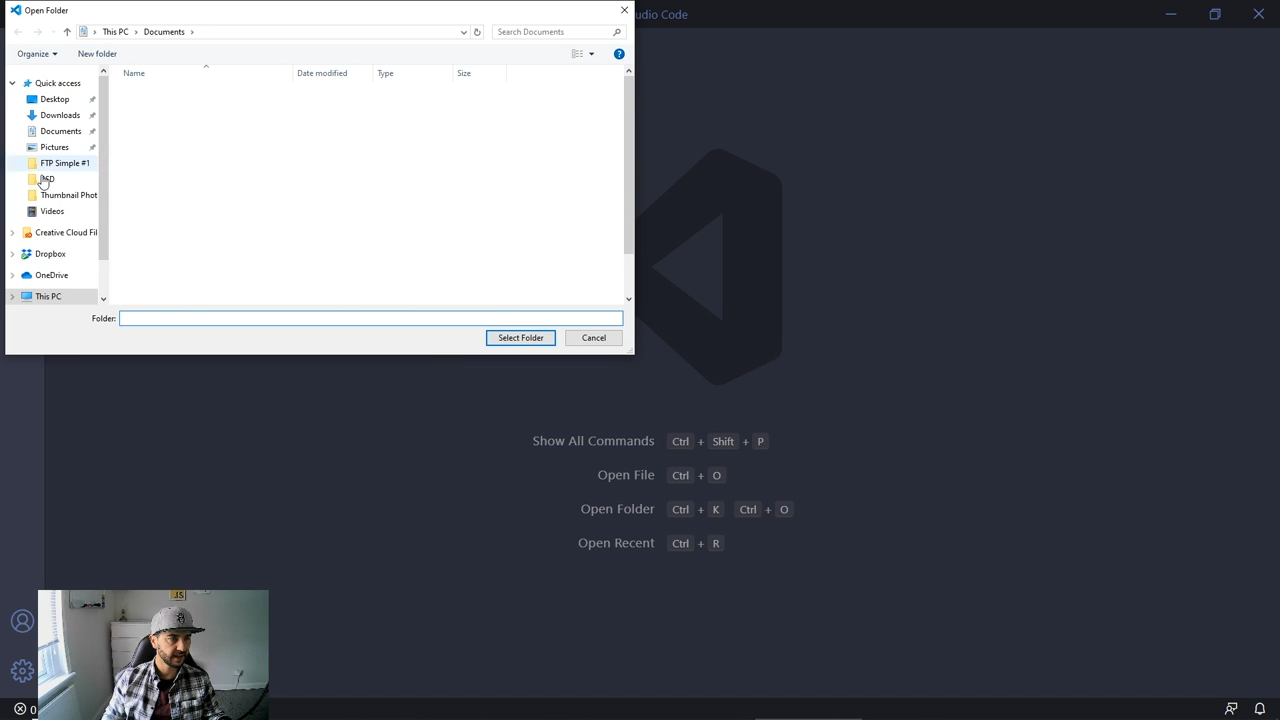 Open Folder
udio Code
This PC
Documents
Search Documents
Organize
New folder
Name
Date modified
Type
Size
Quick access
Desktop
Downloads
Documents
Pictures
FTP Simple #1
Thumbnail Phot
Videos
Creative Cloud Fil
Dropbox
OneDrive
This PC
Folder:
Select Folder
Cancel
Show All Commands Ctrl + Shift + P
Open File Ctrl + O
Open Folder Ctrl + K Ctrl + O
Open Recent Ctrl + R
0